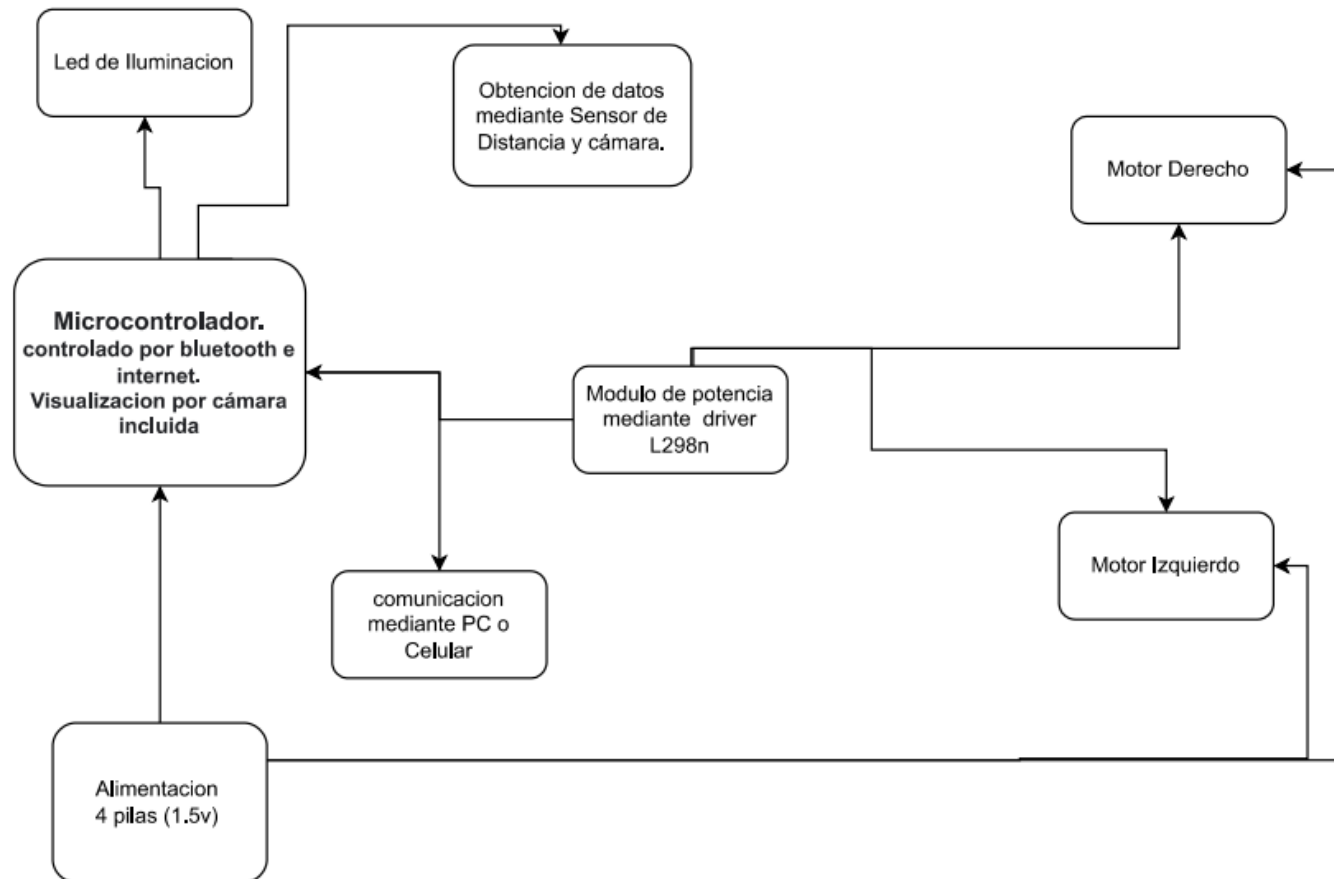 Led de Iluminacion
Obtencion de datos
mediante Sensor de
Distancia y cámara.
Motor Derecho
Microcontrolador.
controlado por bluetooth e
internet.
Visualizacion por cámara
incluida
Modulo de potencia
mediante driver
L298n
Motor Izquierdo
comunicacion
mediante PC o
Celular
Alimentacion
4 pilas (1.5v)